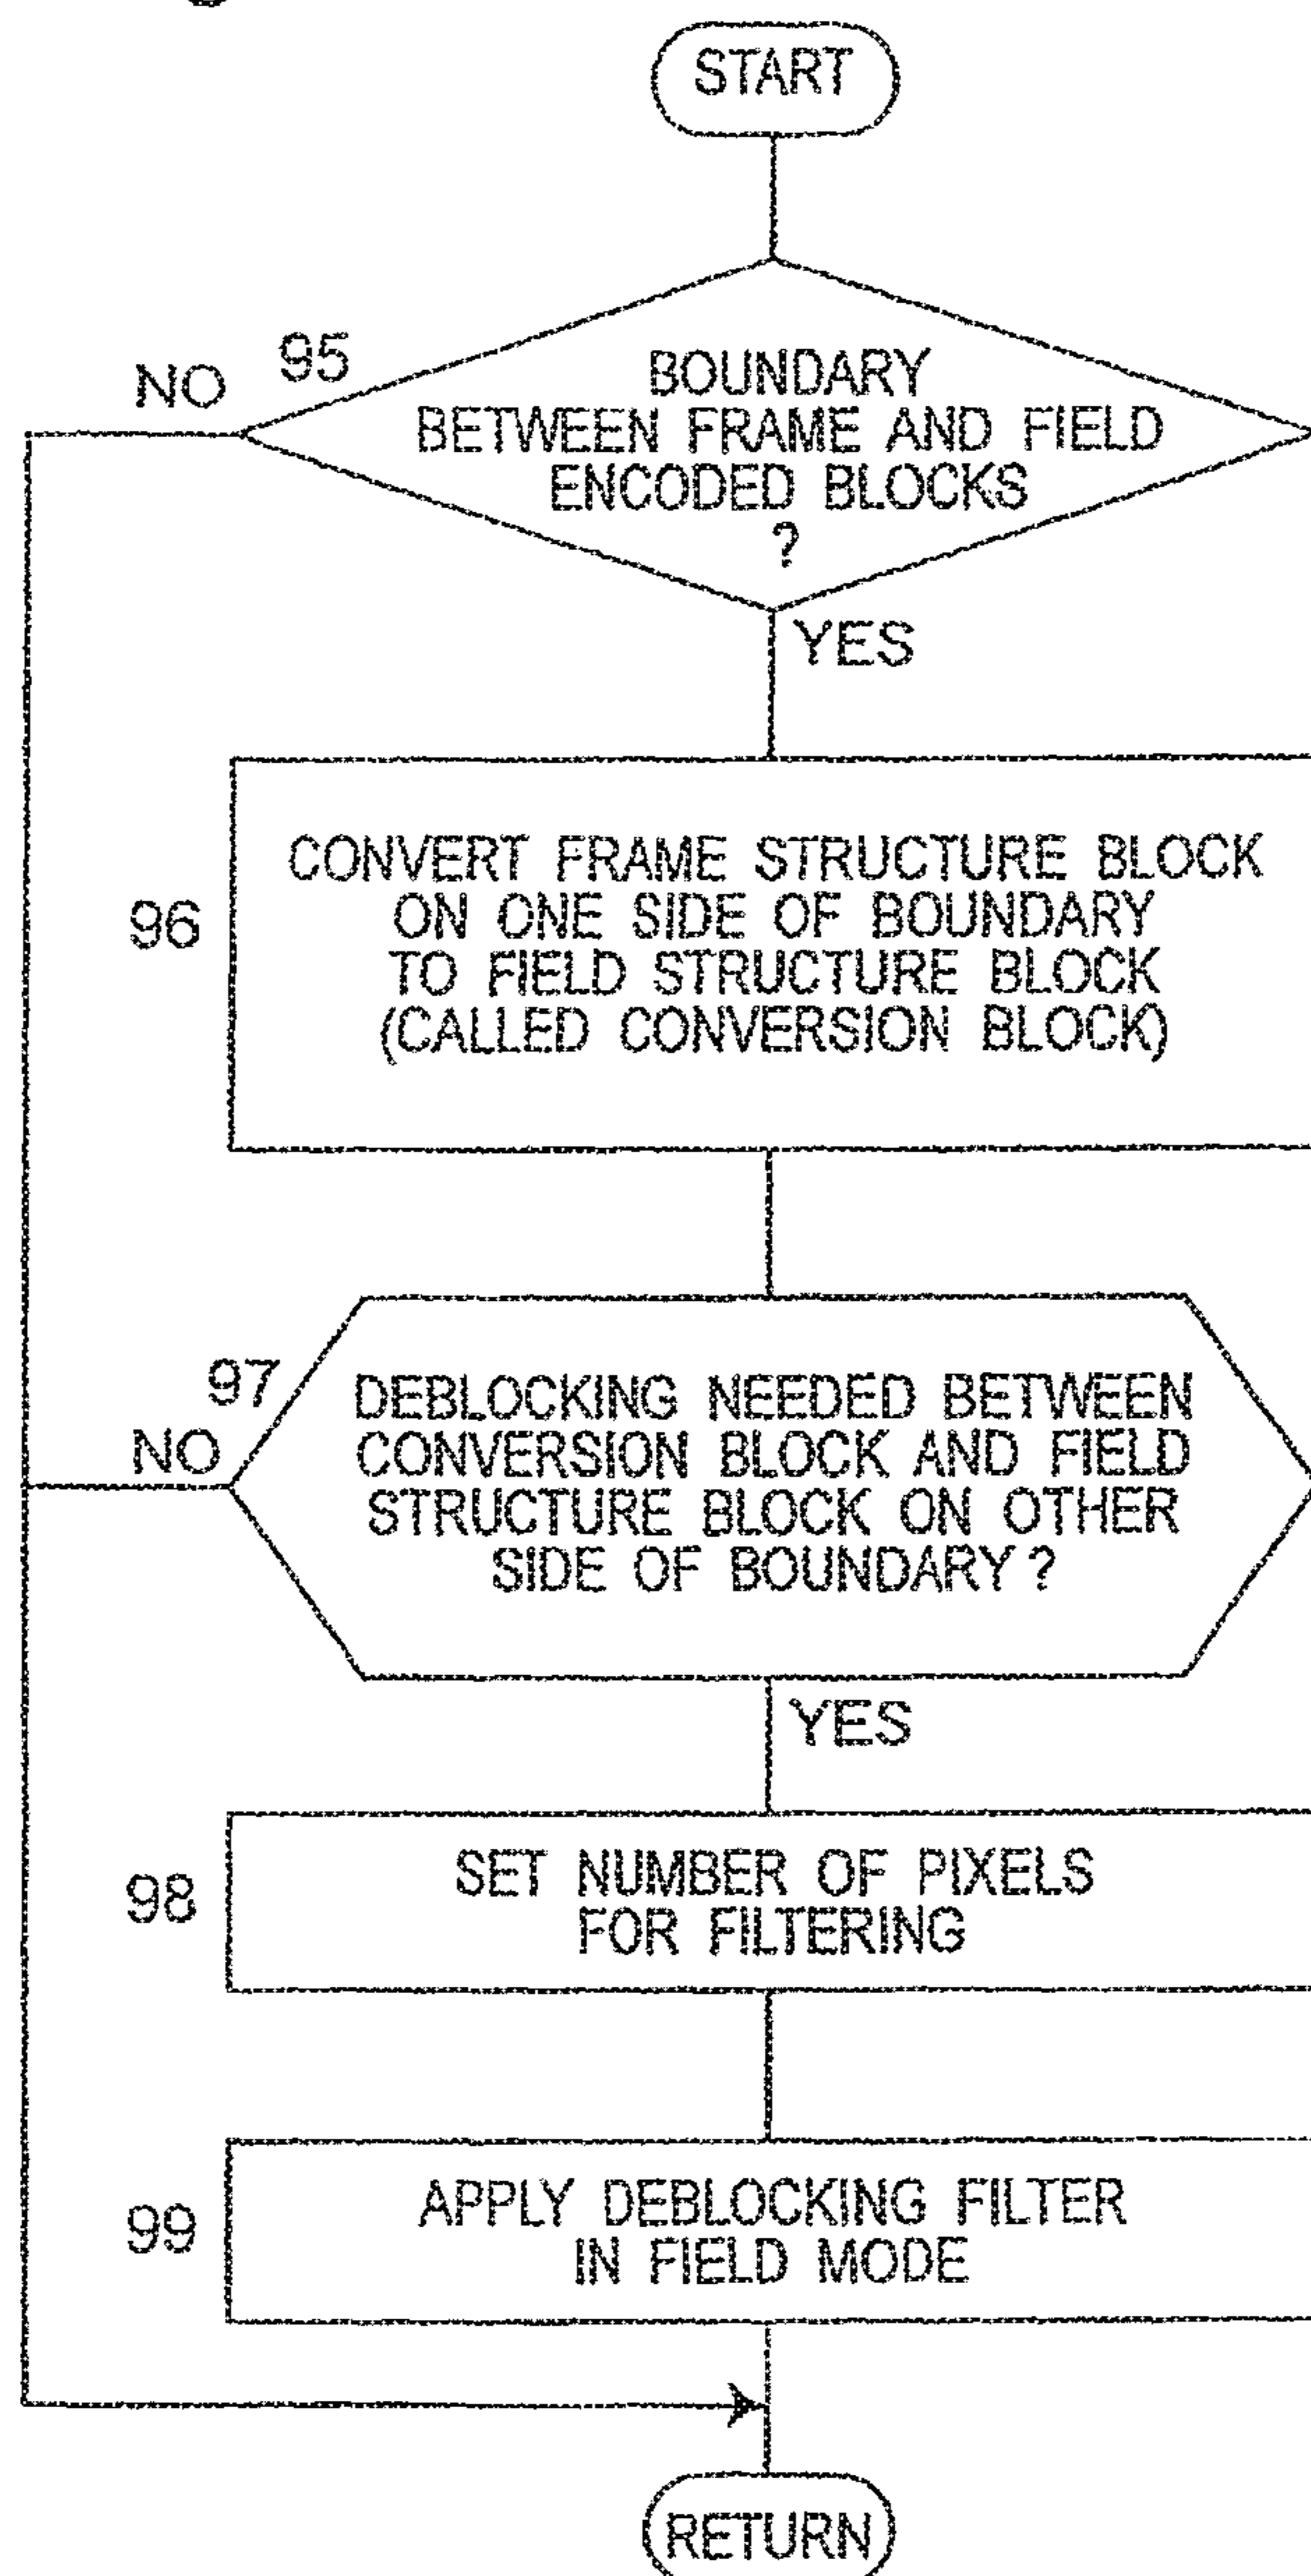 START
95
NO
BOUNDARY
BETWEEN FRAME AND FIELD
ENCODED BLOCKS
?
YES
96
CONVERT FRAME STRUCTURE BLOCK
ON ONE SIDE OF BOUNDARY
TO FIELD STRUCTURE BLOCK
(CALLED CONVERSION BLOCK)
97
NO
DEBLOCKING NEEDED BETWEEN
CONVERSION BLOCK AND FIELD
STRUCTURE BLOCK ON OTHER
SIDE OF BOUNDARY ?
YES
98
SET NUMBER OF PIXELS
FOR FILTERING
99
APPLY DEBLOCKING FILTER
IN FIELD MODE
RETURN